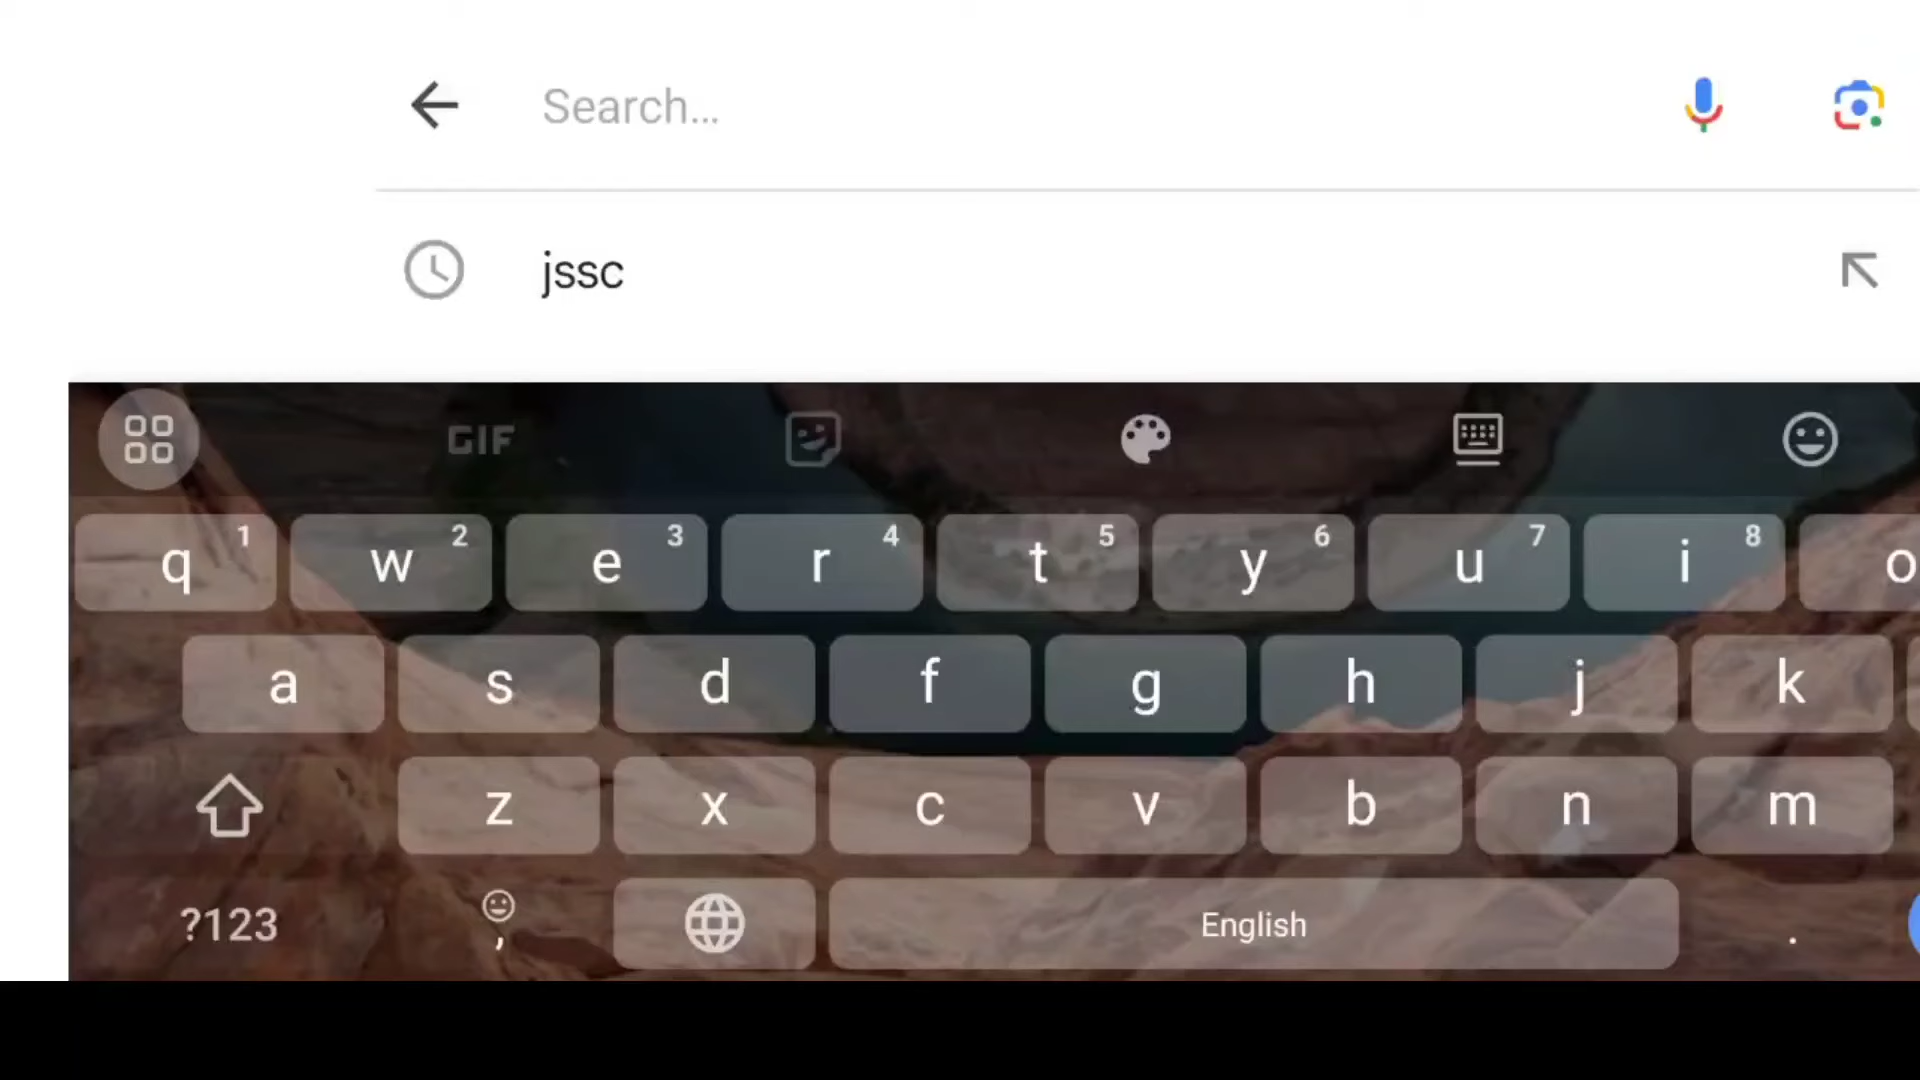 Search...
jssc
GIF
q 1 w 2 e 3 r 4 t 5 y 6 u 7 i 8 o
a s d f g h j k
z x c v b n m
?123 , English .